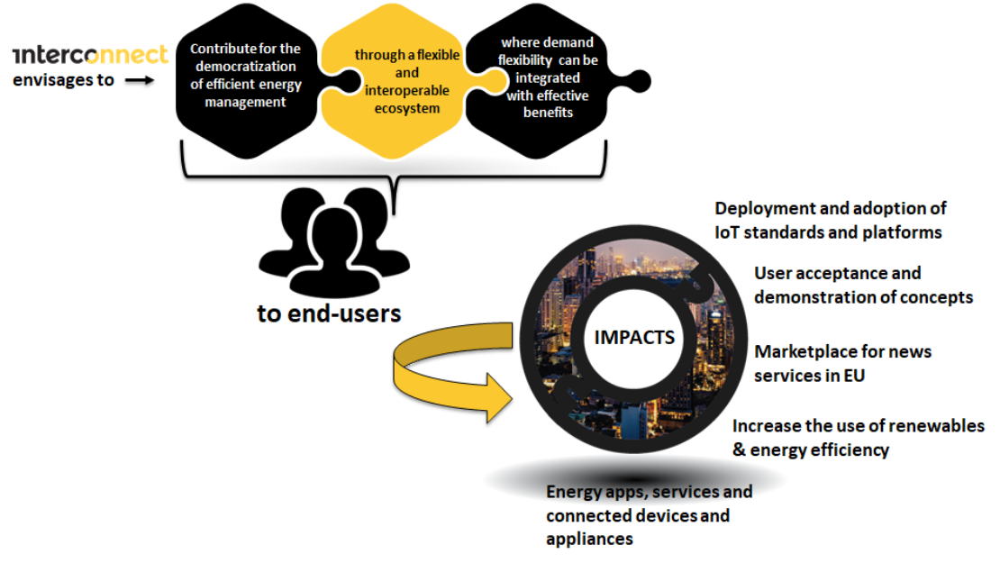 interconnect
envisages to
Contribute for the
democratization
of efficient energy
management
through a flexible
and
interoperable
ecosystem
where demand
flexibility can be
integrated
with effective
benefits
to end-users
IMPACTS
Deployment and adoption of
IoT standards and platforms
User acceptance and
demonstration of concepts
Marketplace for news
services in EU
Increase the use of renewables
& energy efficiency
Energy apps, services and
connected devices and
appliances